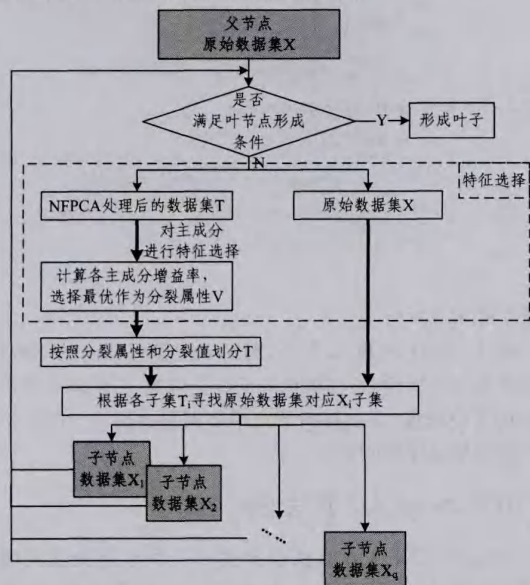 父节点
原始数据集X
是否
满足叶节点形成
条件
Y
形成叶子
N
特征选择
NFPCA处理后的数据集T
原始数据集X
对主成分
进行特征选择
计算各主成分增益率，
选择最优作为分裂属性V
按照分裂属性和分裂值划分T
根据各子集Tᵢ寻找原始数据集对应Xᵢ子集
子节点
数据集X₁
子节点
数据集X₂
……
子节点
数据集X_q